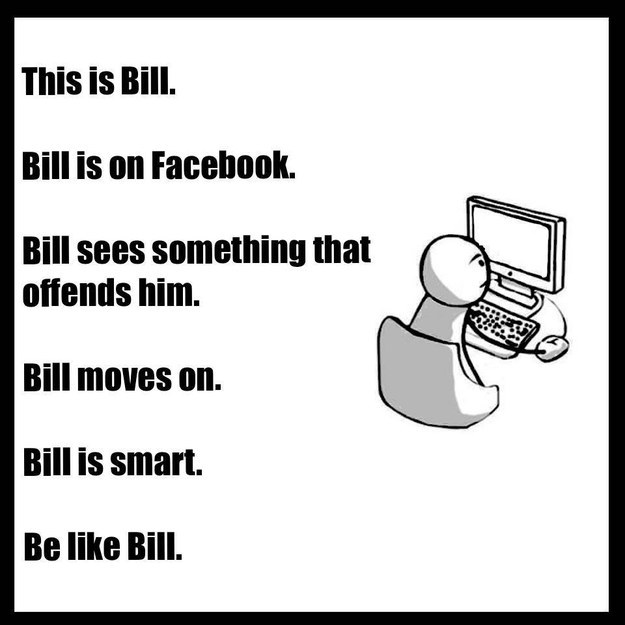 This is Bill.
Bill is on Facebook.
Bill sees something that
offends him.
Bill moves on.
Bill is smart.
Be like Bill.